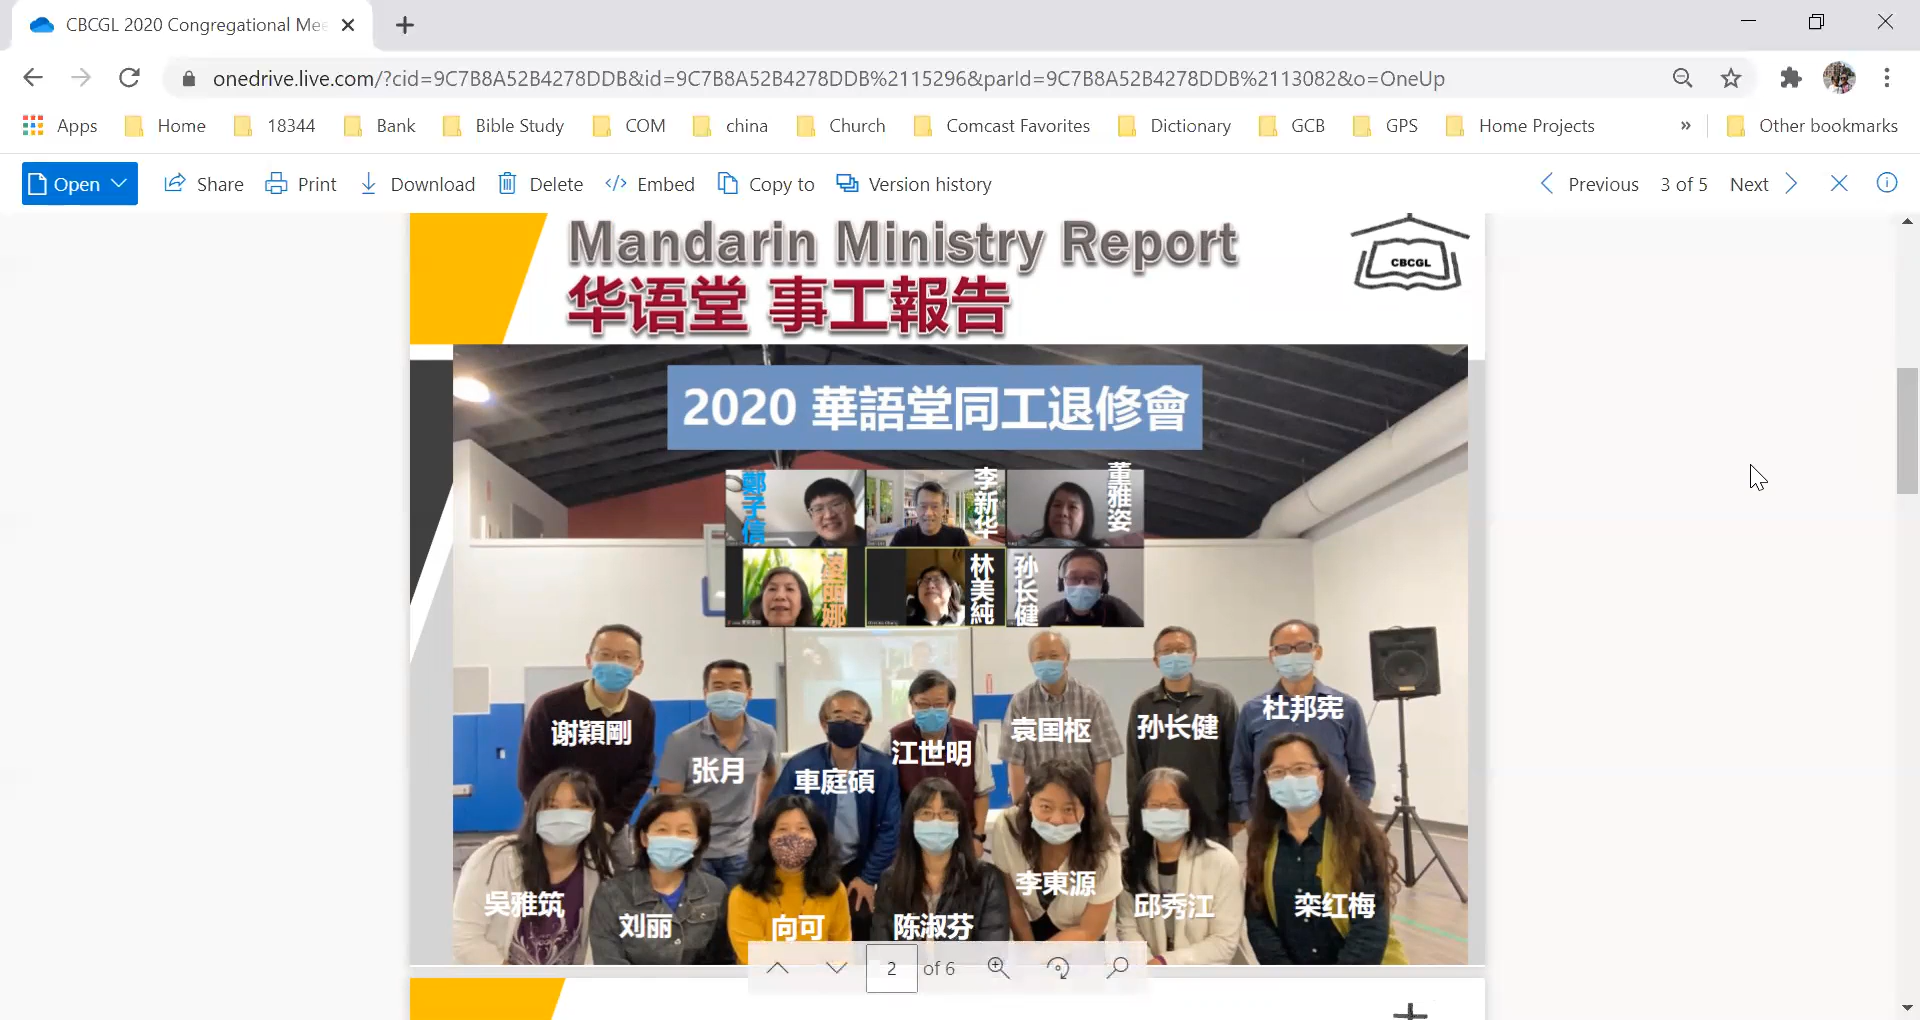 CBCGL 2020 Congregational Mee
onedrive.live.com/?cid=9C7B8A52B4278DDB&id=9C7B8A52B4278DDB%2115296&parId=9C7B8A52B4278DDB%2113082&o=OneUp
Apps Home 18344 Bank Bible Study COM china Church Comcast Favorites Dictionary GCB GPS Home Projects » Other bookmarks
Open Share Print Download Delete Embed Copy to Version history Previous 3 of 5 Next
Mandarin Ministry Report
CBCGL
华语堂 事工報告
2020 華語堂同工退修會
鄭子信 李新华 董雅姿
凌丽娜 林美純 孙长健
谢穎剛 张月 車庭碩 江世明 袁国枢 孙长健 杜邦宪
吳雅筑 刘丽 向可 陈淑芬 李東源 邱秀江 栾红梅
2 of 6